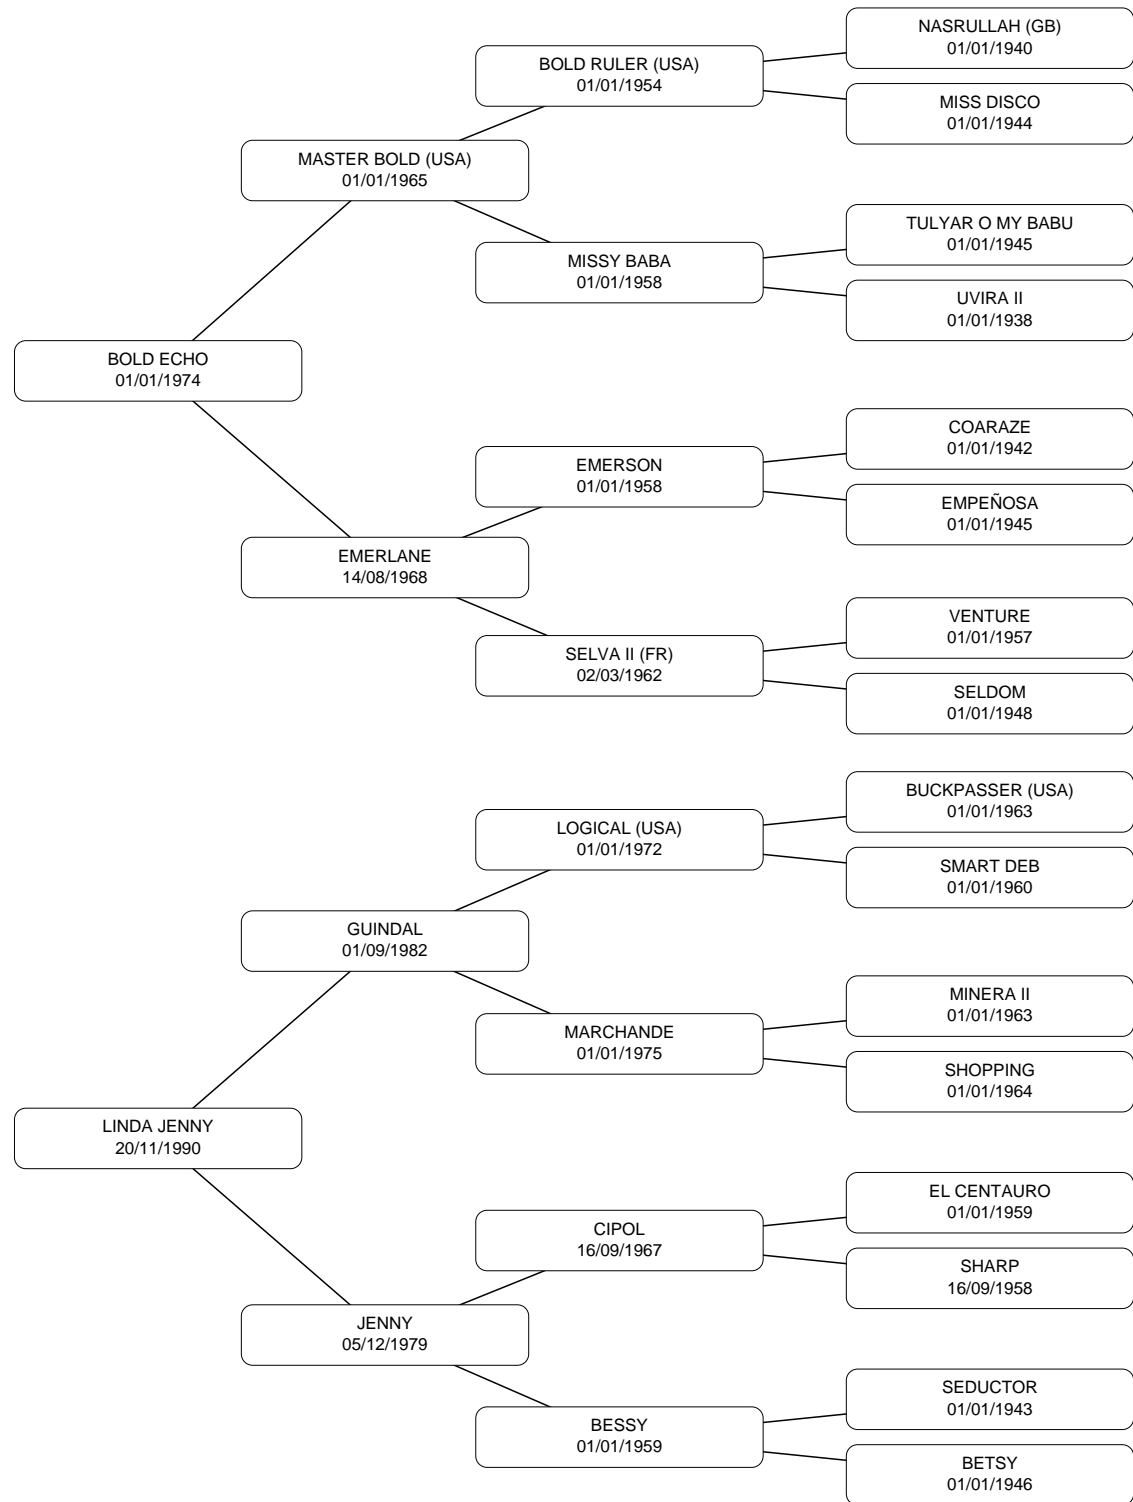 NASRULLAH (GB)
01/01/1940
BOLD RULER (USA)
01/01/1954
MISS DISCO
01/01/1944
MASTER BOLD (USA)
01/01/1965
TULYAR O MY BABU
01/01/1945
MISSY BABA
01/01/1958
UVIRA II
01/01/1938
BOLD ECHO
01/01/1974
COARAZE
01/01/1942
EMERSON
01/01/1958
EMPEÑOSA
01/01/1945
EMERLANE
14/08/1968
VENTURE
01/01/1957
SELVA II (FR)
02/03/1962
SELDOM
01/01/1948
BUCKPASSER (USA)
01/01/1963
LOGICAL (USA)
01/01/1972
SMART DEB
01/01/1960
GUINDAL
01/09/1982
MINERA II
01/01/1963
MARCHANDE
01/01/1975
SHOPPING
01/01/1964
LINDA JENNY
20/11/1990
EL CENTAURO
01/01/1959
CIPOL
16/09/1967
SHARP
16/09/1958
JENNY
05/12/1979
SEDUCTOR
01/01/1943
BESSY
01/01/1959
BETSY
01/01/1946